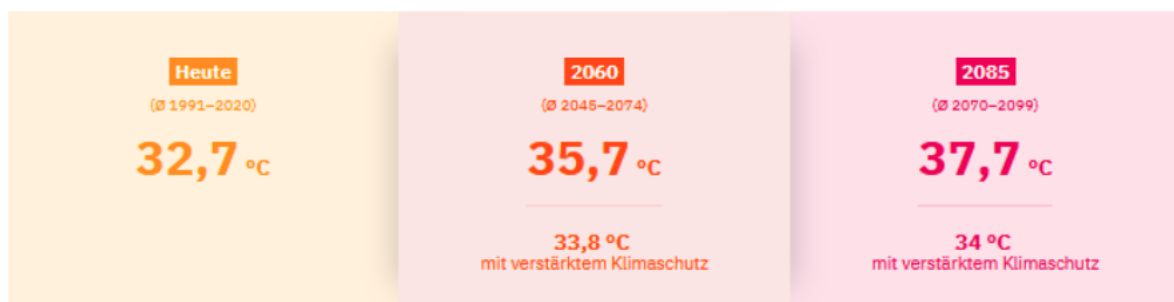 Heute
(Ø 1991–2020)
32,7 °C
2060
(Ø 2045–2074)
35,7 °C
33,8 °C
mit verstärktem Klimaschutz
2085
(Ø 2070–2099)
37,7 °C
34 °C
mit verstärktem Klimaschutz